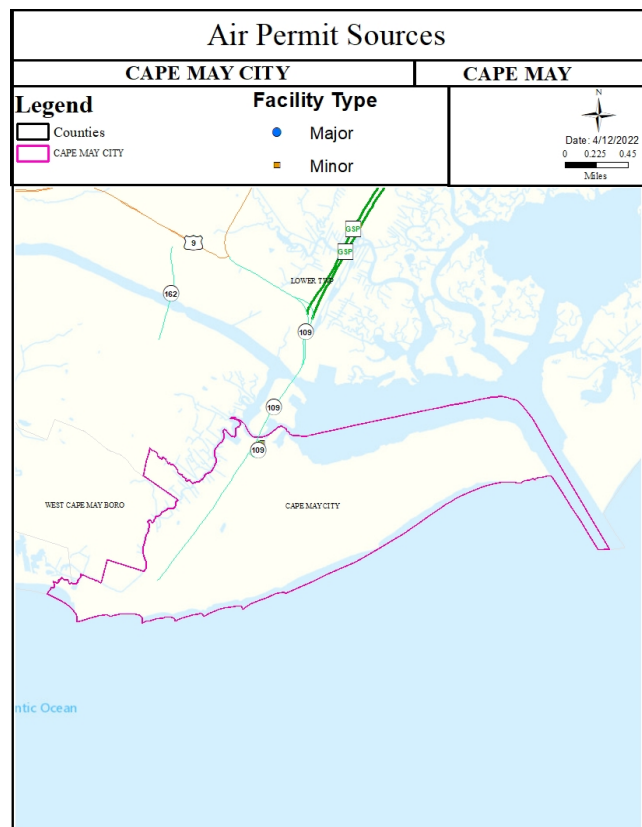 Air Permit Sources
CAPE MAY CITY
CAPE MAY
Legend
Counties
CAPE MAY CITY
Facility Type
Major
Minor
N
Date: 4/12/2022
0 0.225 0.45
Miles
GSP
GSP
9
LOWER TWP
162
109
109
109
WEST CAPE MAY BORO
CAPE MAY CITY
ntic Ocean